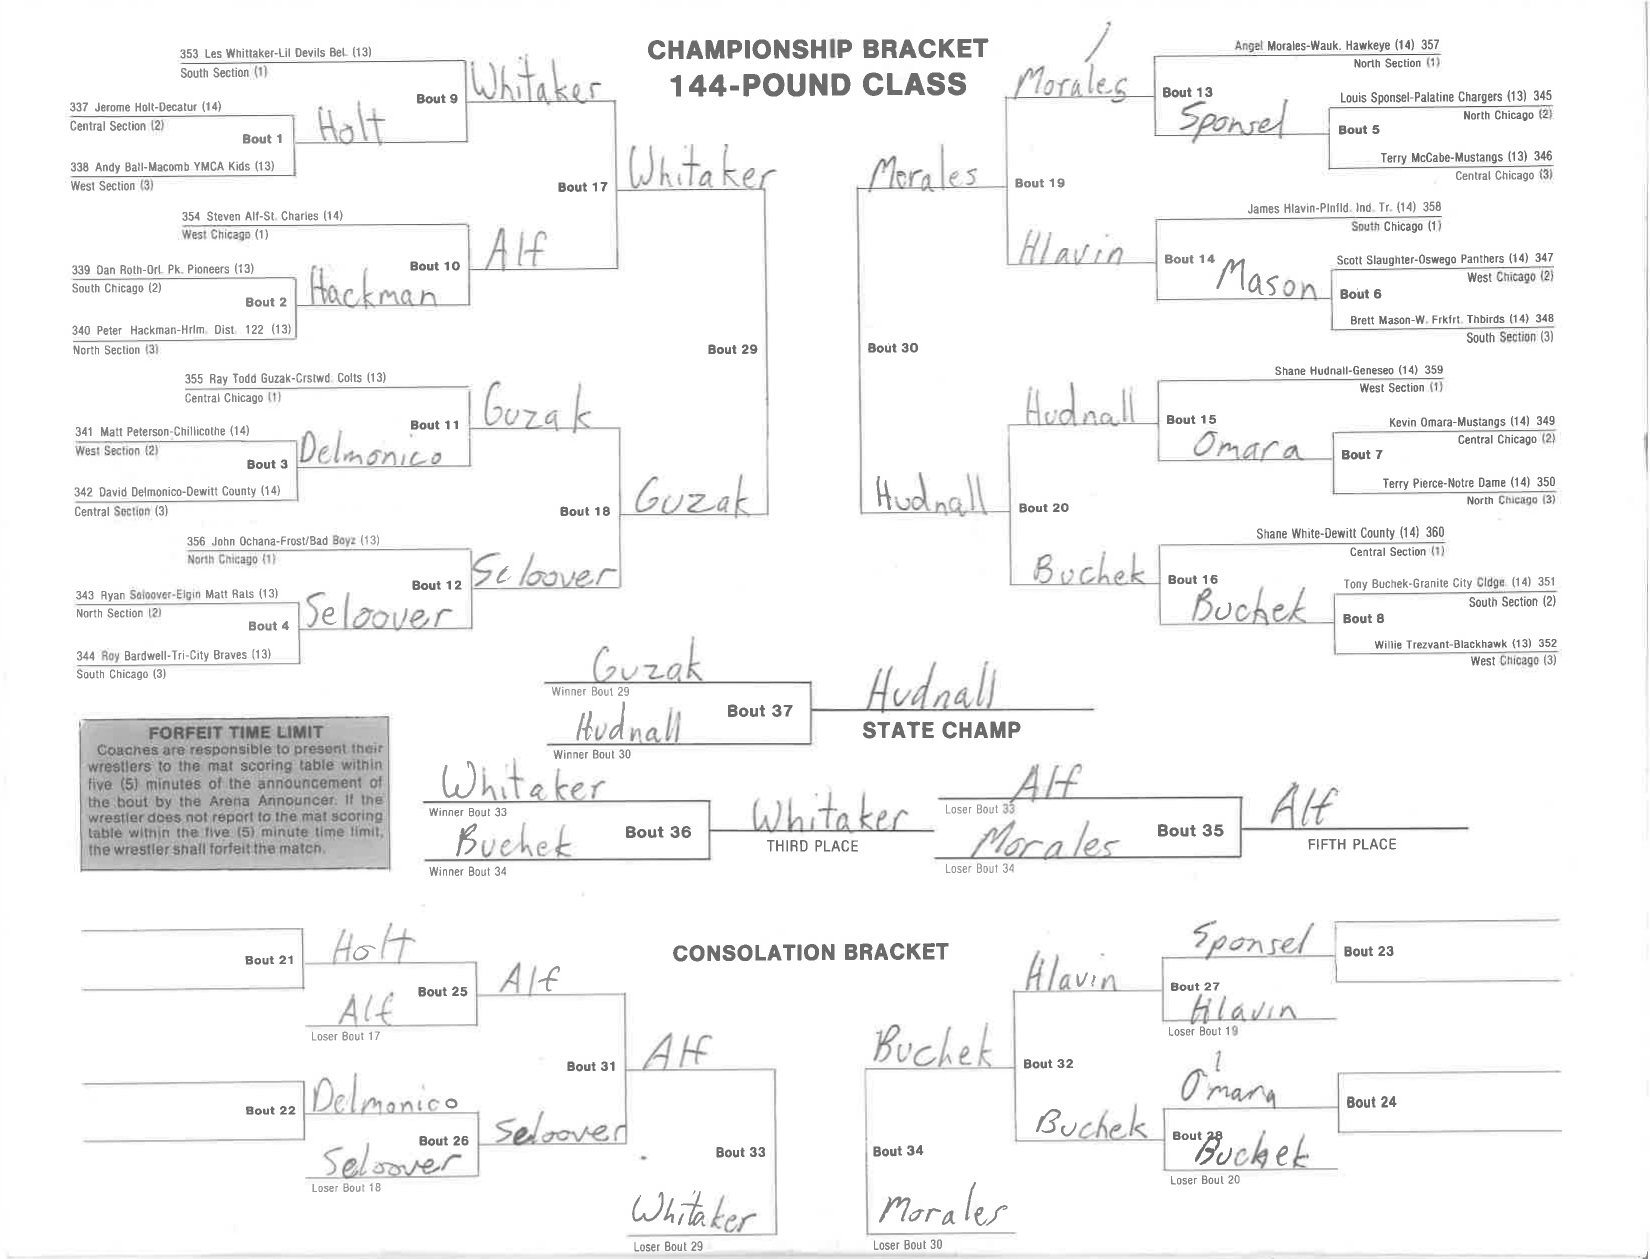 CHAMPIONSHIP BRACKET
144-POUND CLASS
353 Les Whittaker-Lil Devils Bel. (13)
South Section (1)
Bout 9
Whitaker
337 Jerome Holt-Decatur (14)
Central Section (2)
Bout 1
Holt
338 Andy Ball-Macomb YMCA Kids (13)
West Section (3)
Bout 17
Whitaker
354 Steven Alf-St. Charles (14)
West Chicago (1)
Bout 10
Alf
339 Dan Roth-Orl. Pk. Pioneers (13)
South Chicago (2)
Bout 2
Hackman
340 Peter Hackman-Hrlm. Dist. 122 (13)
North Section (3)
Bout 29
355 Ray Todd Guzak-Crstwd. Colts (13)
Central Chicago (1)
Bout 11
Guzak
341 Matt Peterson-Chillicothe (14)
West Section (2)
Bout 3
Delmonico
342 David Delmonico-Dewitt County (14)
Central Section (3)
Bout 18
Guzak
356 John Ochana-Frost/Bad Boyz (13)
North Chicago (1)
Bout 12
Seloover
343 Ryan Seloover-Elgin Matt Rats (13)
North Section (2)
Bout 4
Seloover
344 Roy Bardwell-Tri-City Braves (13)
South Chicago (3)
Angel Morales-Wauk. Hawkeye (14) 357
North Section (1)
Morales
Bout 13
Louis Sponsel-Palatine Chargers (13) 345
North Chicago (2)
Sponsel
Bout 5
Terry McCabe-Mustangs (13) 346
Central Chicago (3)
Morales
Bout 19
James Hlavin-Plnfld. Ind. Tr. (14) 358
South Chicago (1)
Hlavin
Bout 14
Scott Slaughter-Oswego Panthers (14) 347
West Chicago (2)
Mason
Bout 6
Brett Mason-W. Frkfrt. Thbirds (14) 348
South Section (3)
Bout 30
Shane Hudnall-Geneseo (14) 359
West Section (1)
Hudnall
Bout 15
Kevin Omara-Mustangs (14) 349
Central Chicago (2)
Omara
Bout 7
Terry Pierce-Notre Dame (14) 350
North Chicago (3)
Hudnall
Bout 20
Shane White-Dewitt County (14) 360
Central Section (1)
Buchek
Bout 16
Tony Buchek-Granite City Cldge. (14) 351
South Section (2)
Buchek
Bout 8
Willie Trezvant-Blackhawk (13) 352
West Chicago (3)
Guzak
Winner Bout 29
Bout 37
Hudnall
STATE CHAMP
Hudnall
Winner Bout 30
FORFEIT TIME LIMIT
Coaches are responsible to present their
wrestlers to the mat scoring table within
five (5) minutes of the announcement of
the bout by the Arena Announcer. If the
wrestler does not report to the mat scoring
table within the five (5) minute time limit,
the wrestler shall forfeit the match.
Whitaker
Winner Bout 33
Bout 36
Whitaker
THIRD PLACE
Buchek
Winner Bout 34
Alf
Loser Bout 33
Bout 35
Alf
FIFTH PLACE
Morales
Loser Bout 34
CONSOLATION BRACKET
Bout 21
Holt
Bout 25
Alf
Alf
Loser Bout 17
Bout 31
Alf
Bout 22
Delmonico
Bout 26
Seloover
Seloover
Loser Bout 18
Bout 33
Whitaker
Loser Bout 29
Sponsel
Bout 23
Hlavin
Bout 27
Hlavin
Loser Bout 19
Buchek
Bout 32
O'mara
Bout 24
Buchek
Bout 28
Buchek
Loser Bout 20
Bout 34
Morales
Loser Bout 30